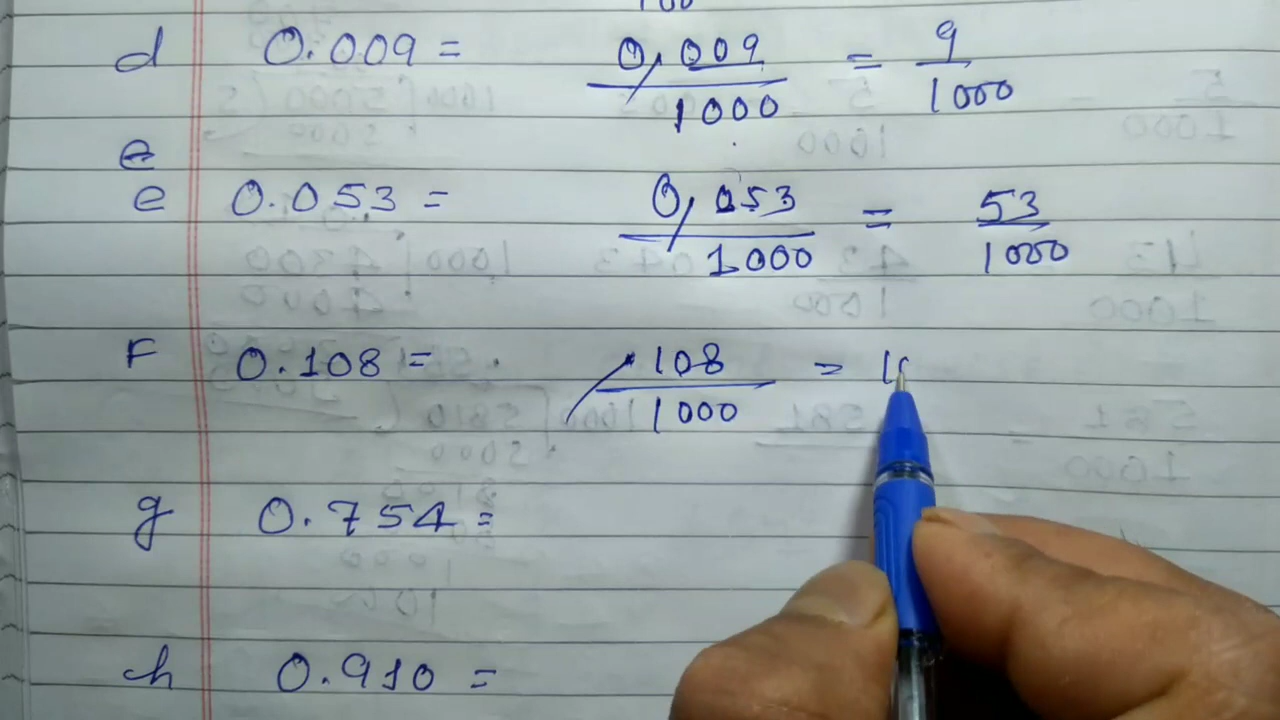 100
d 0.009 = 0.009/1000 = 9/1000
e
e 0.053 = 0.053/1000 = 53/1000
F 0.108 = .108/1000 = 10
g 0.754 =
h 0.910 =